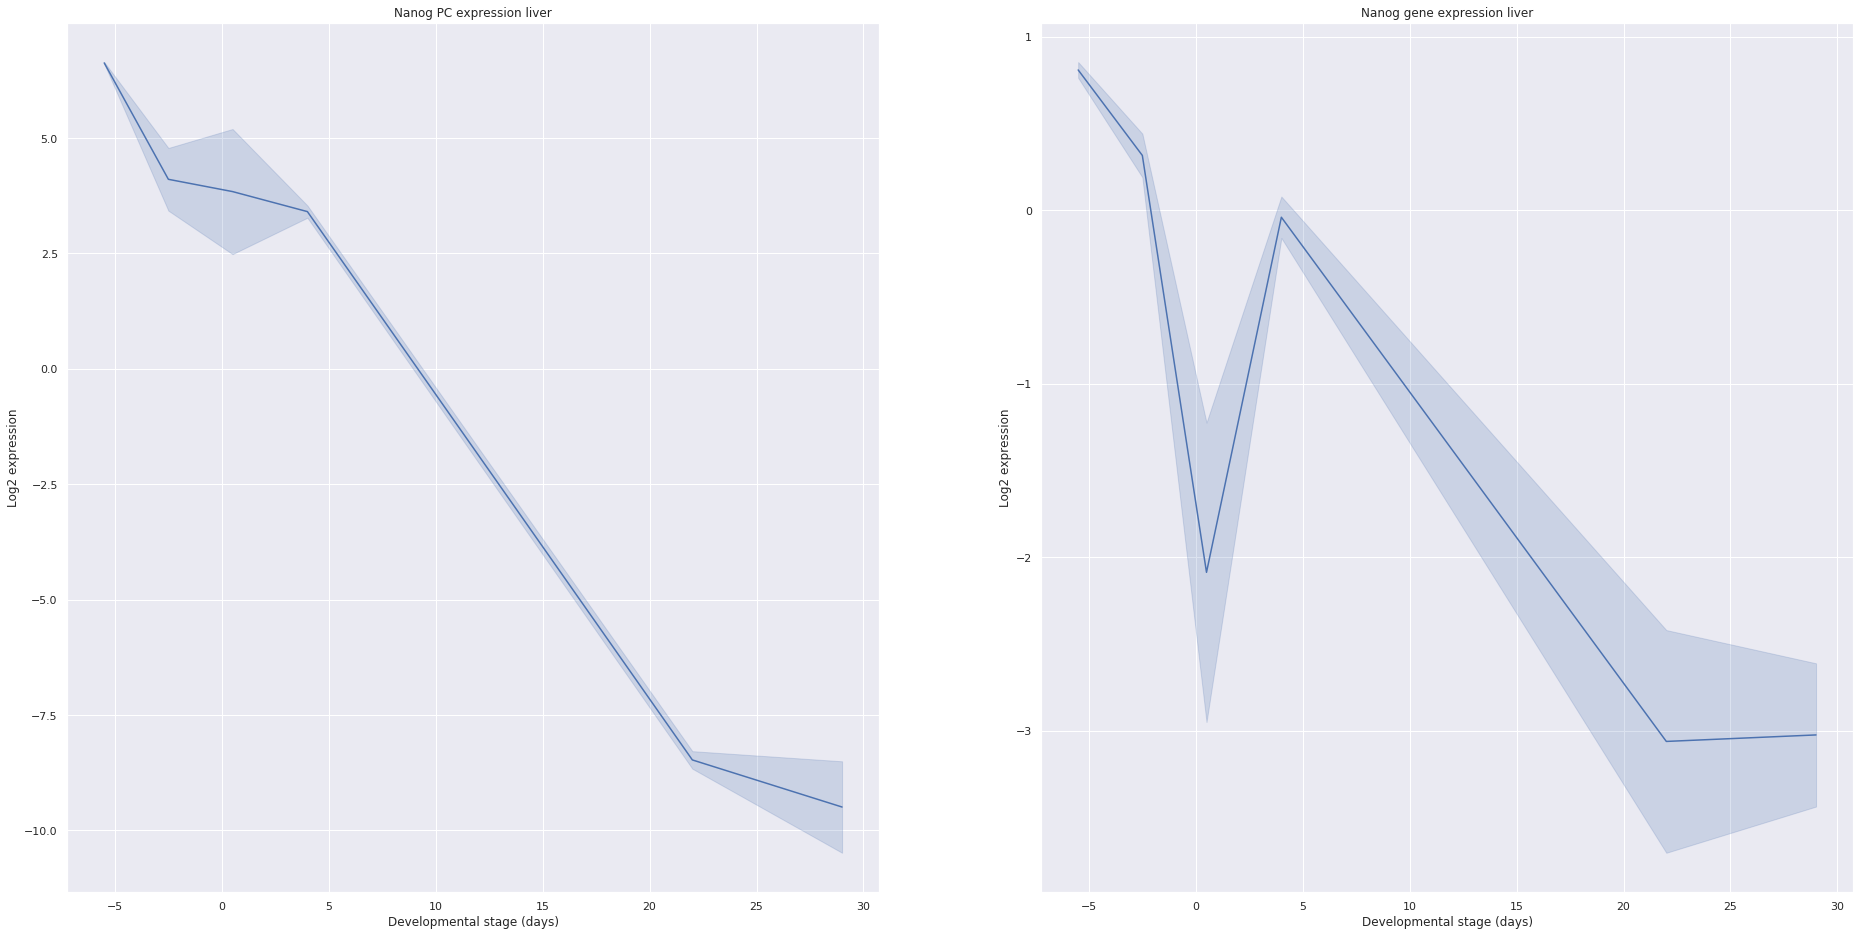 Nanog PC expression liver
5.0
2.5
0.0
−2.5
−5.0
−7.5
−10.0
Log2 expression
−5 0 5 10 15 20 25 30
Developmental stage (days)
Nanog gene expression liver
1
0
−1
−2
−3
Log2 expression
−5 0 5 10 15 20 25 30
Developmental stage (days)